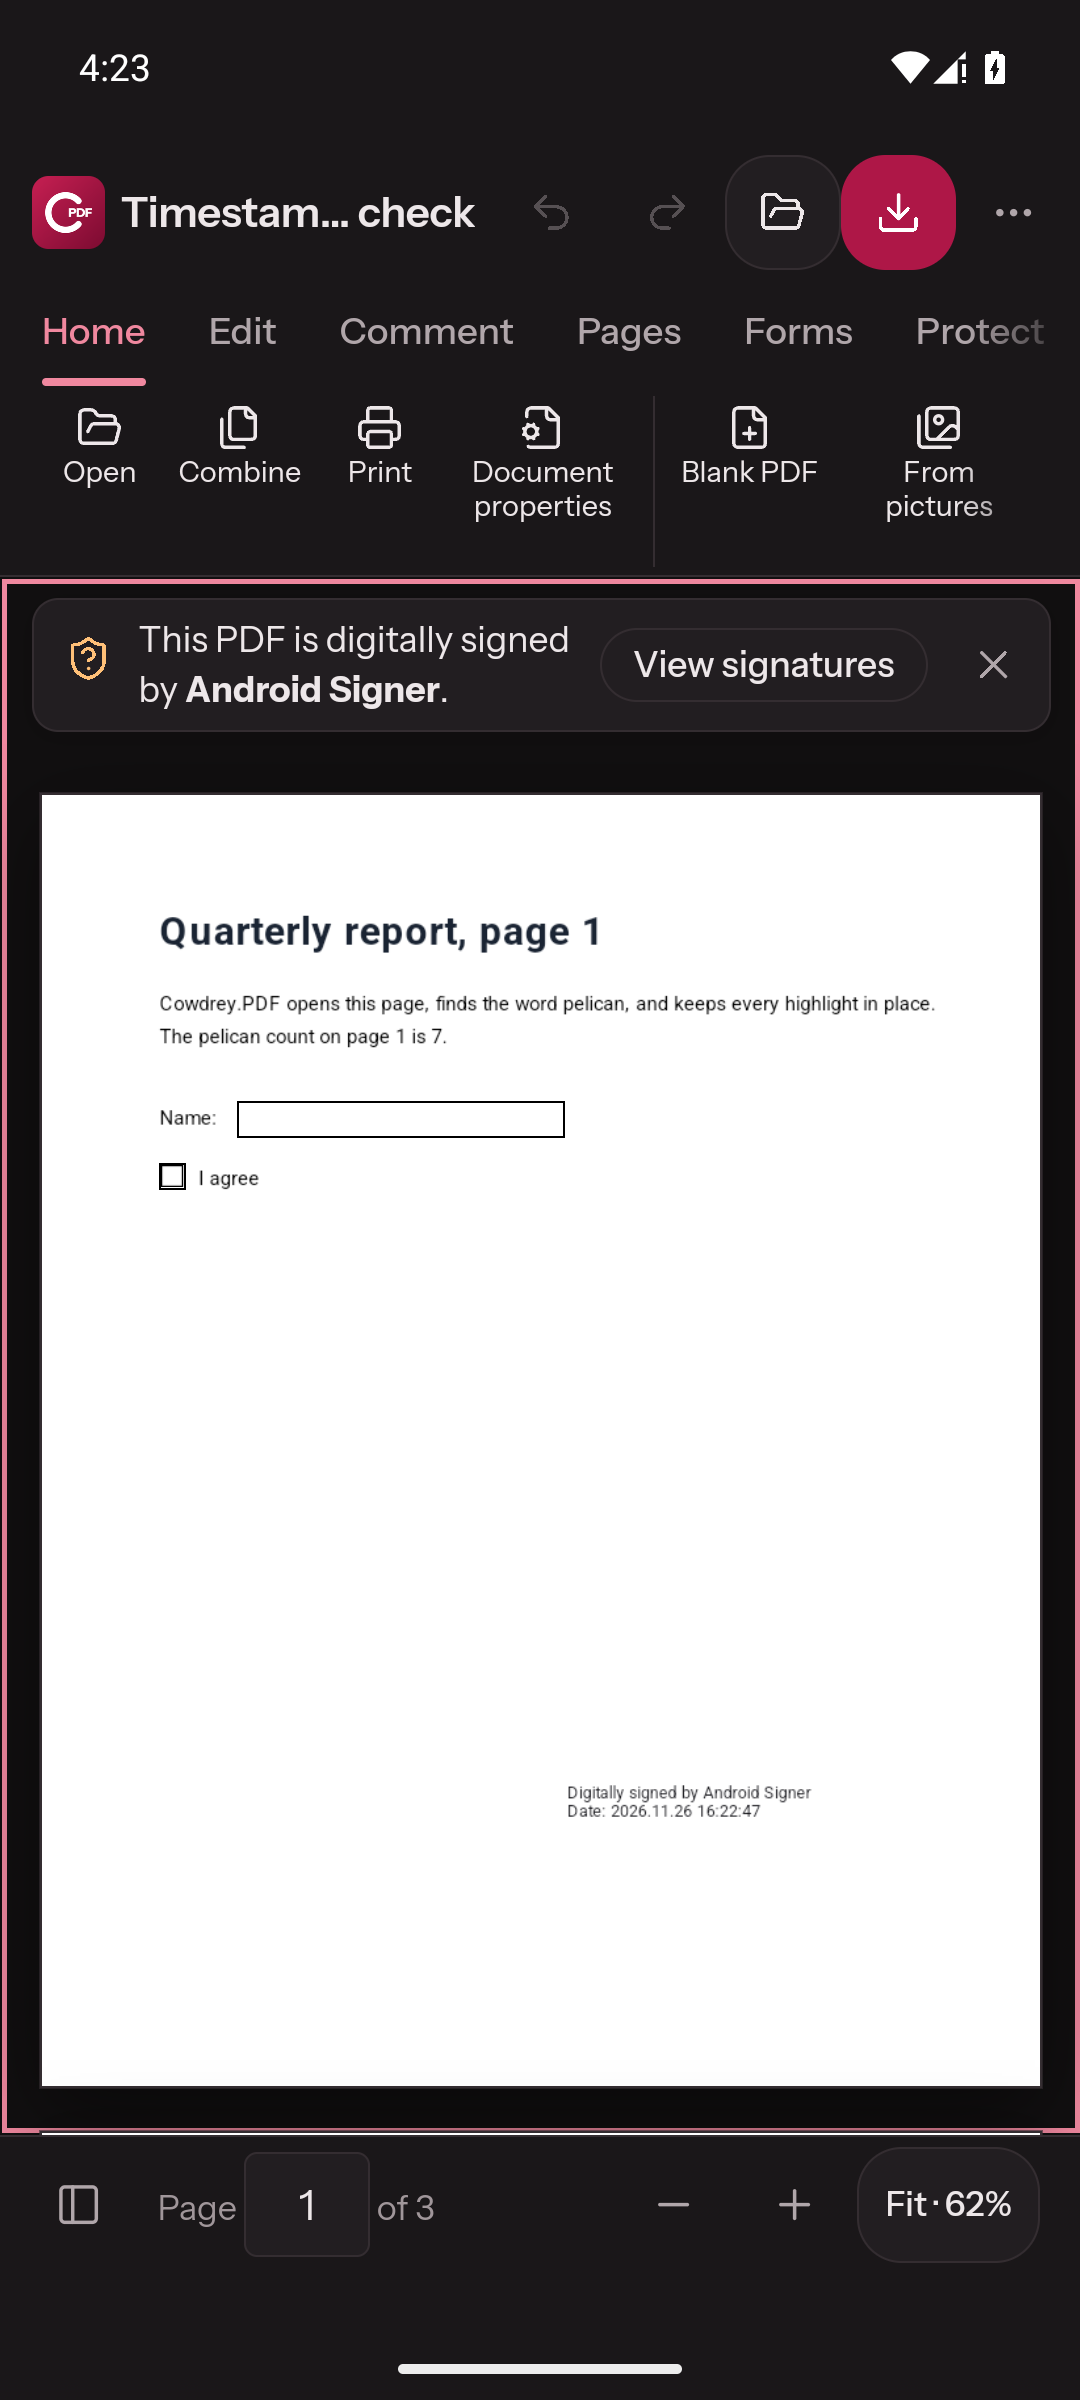 4:23
PDF
Timestam... check
Home Edit Comment Pages Forms Protect
Open Combine Print Document properties Blank PDF From pictures
This PDF is digitally signed
by Android Signer.
View signatures
Quarterly report, page 1
Cowdrey.PDF opens this page, finds the word pelican, and keeps every highlight in place.
The pelican count on page 1 is 7.
Name:
I agree
Digitally signed by Android Signer
Date: 2026.11.26 16:22:47
Page 1 of 3 Fit · 62%